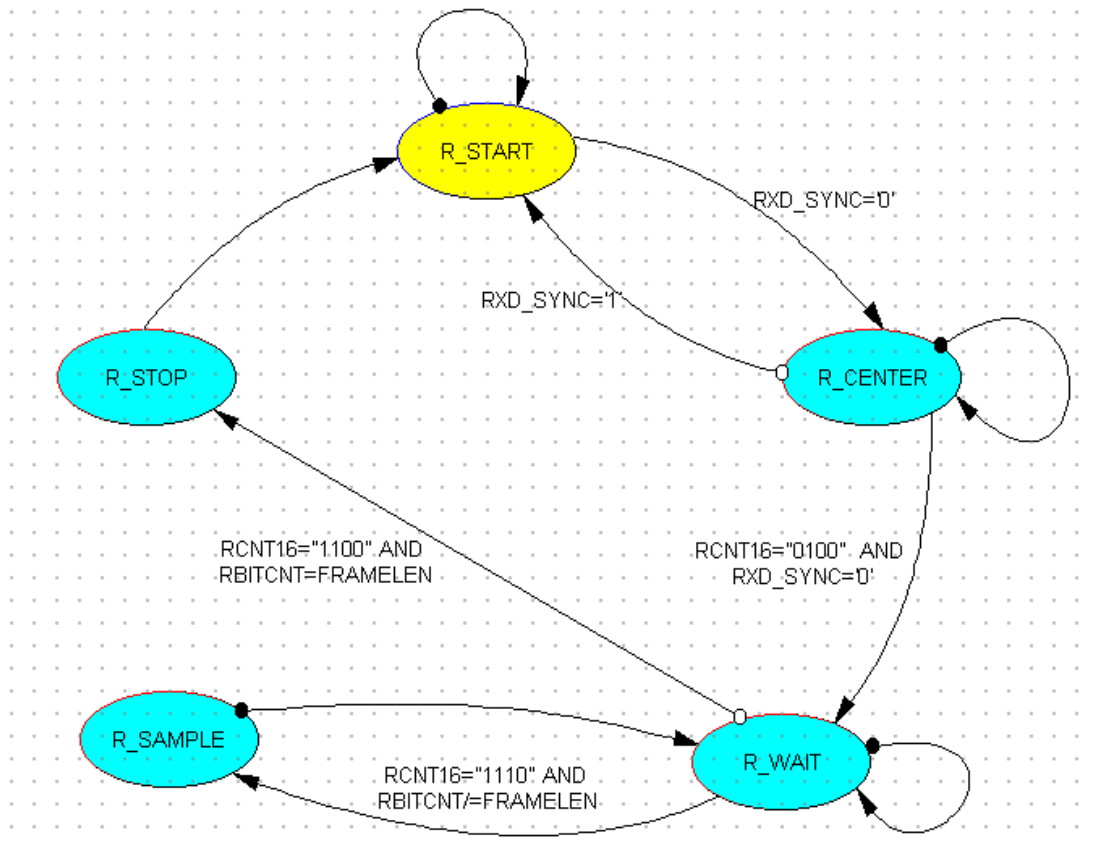 R_START
RXD_SYNC='0'
RXD_SYNC='1'
R_STOP
R_CENTER
RCNT16="1100" AND
RBITCNT=FRAMELEN
RCNT16="0100" AND
RXD_SYNC='0'
R_SAMPLE
R_WAIT
RCNT16="1110" AND
RBITCNT/=FRAMELEN